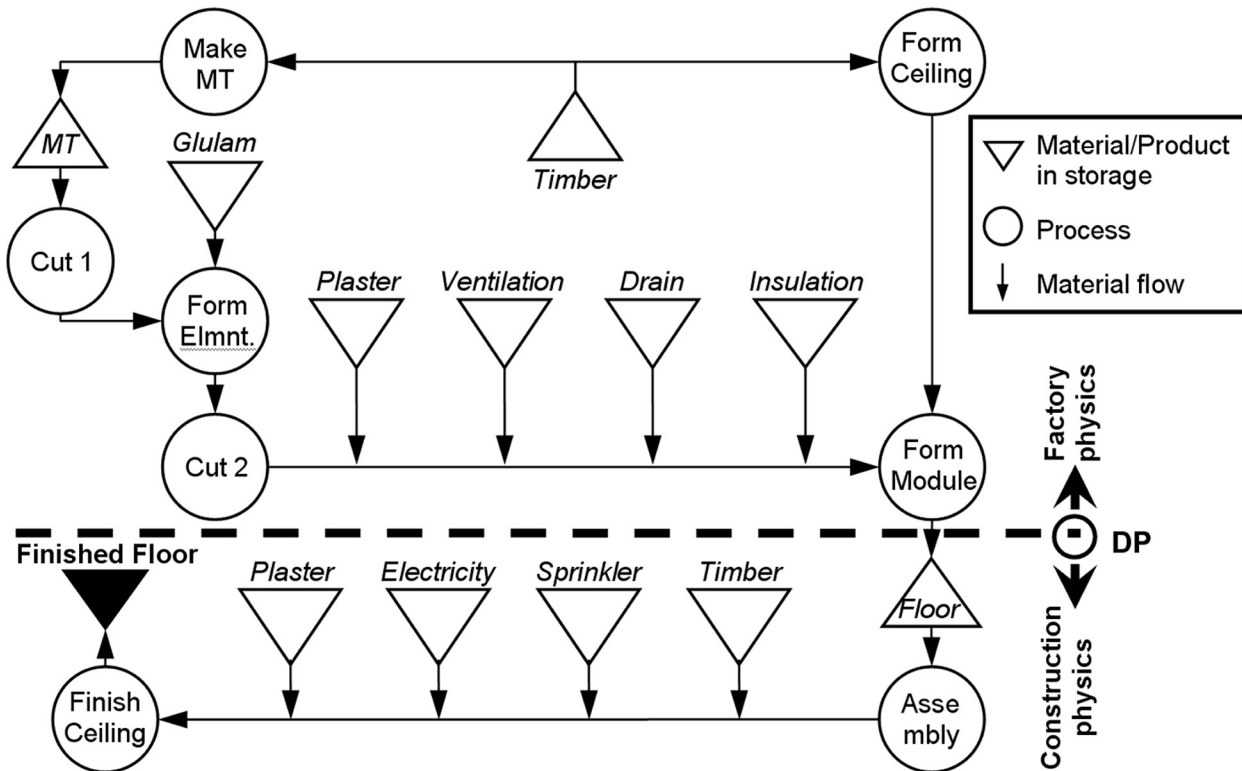 Make
MT
Form
Ceiling
MT
Glulam
Timber
Material/Product
in storage
Process
Material flow
Cut 1
Form
Elmnt.
Plaster
Ventilation
Drain
Insulation
Cut 2
Form
Module
Factory
physics
DP
Finished Floor
Plaster
Electricity
Sprinkler
Timber
Floor
Construction
physics
Finish
Ceiling
Asse
mbly